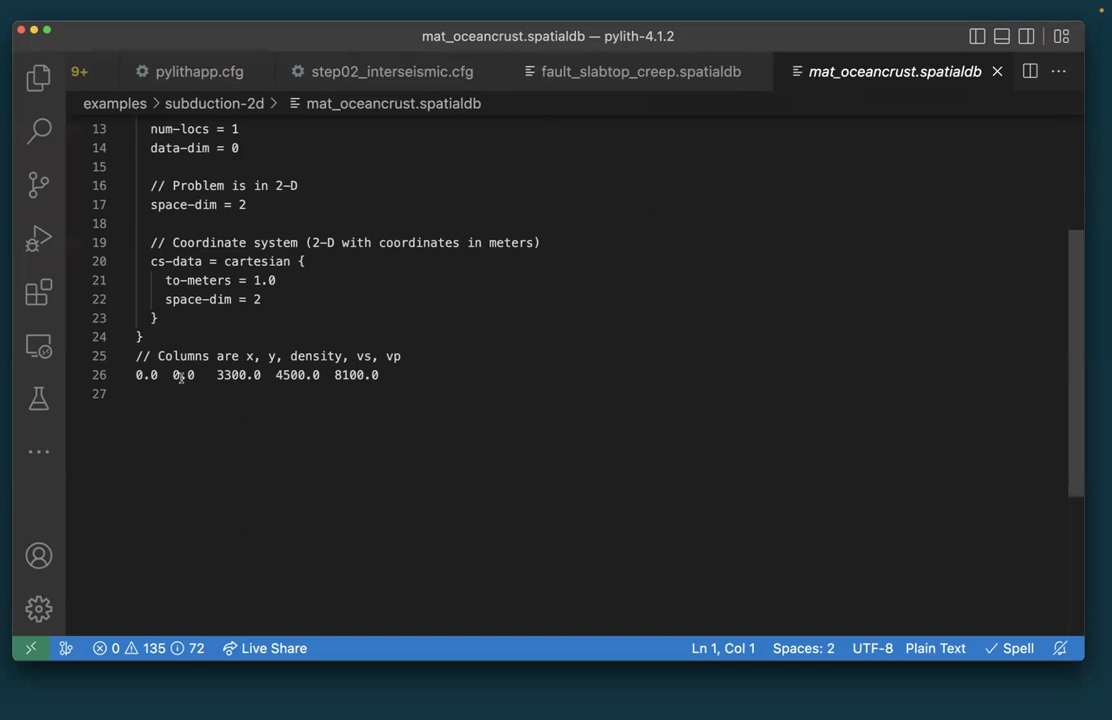 mat_oceancrust.spatialdb — pylith-4.1.2
9+ pylithapp.cfg step02_interseismic.cfg fault_slabtop_creep.spatialdb mat_oceancrust.spatialdb
examples > subduction-2d > mat_oceancrust.spatialdb
13 num-locs = 1
14 data-dim = 0
15
16 // Problem is in 2-D
17 space-dim = 2
18
19 // Coordinate system (2-D with coordinates in meters)
20 cs-data = cartesian {
21 to-meters = 1.0
22 space-dim = 2
23 }
24 }
25 // Columns are x, y, density, vs, vp
26 0.0 0.0 3300.0 4500.0 8100.0
27
0 135 72 Live Share Ln 1, Col 1 Spaces: 2 UTF-8 Plain Text Spell